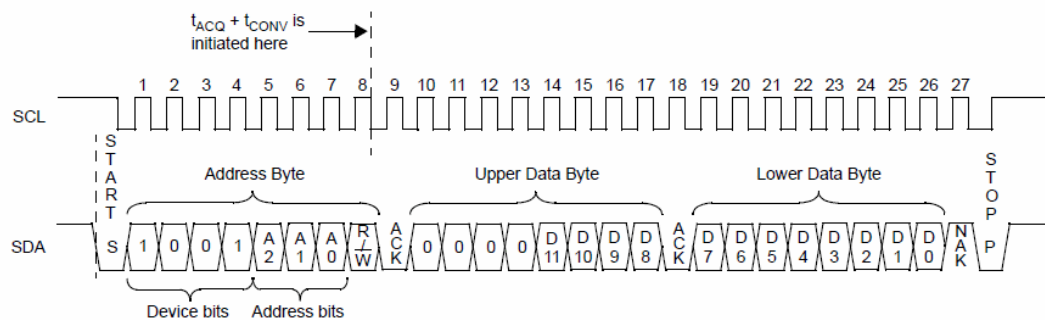 tACQ + tCONV is
initiated here
1 2 3 4 5 6 7 8 9 10 11 12 13 14 15 16 17 18 19 20 21 22 23 24 25 26 27
SCL
START
STOP
Address Byte
Upper Data Byte
Lower Data Byte
SDA
S 1 0 0 1 A2 A1 A0 R/W ACK 0 0 0 0 D11 D10 D9 D8 ACK D7 D6 D5 D4 D3 D2 D1 D0 NAK P
Device bits
Address bits